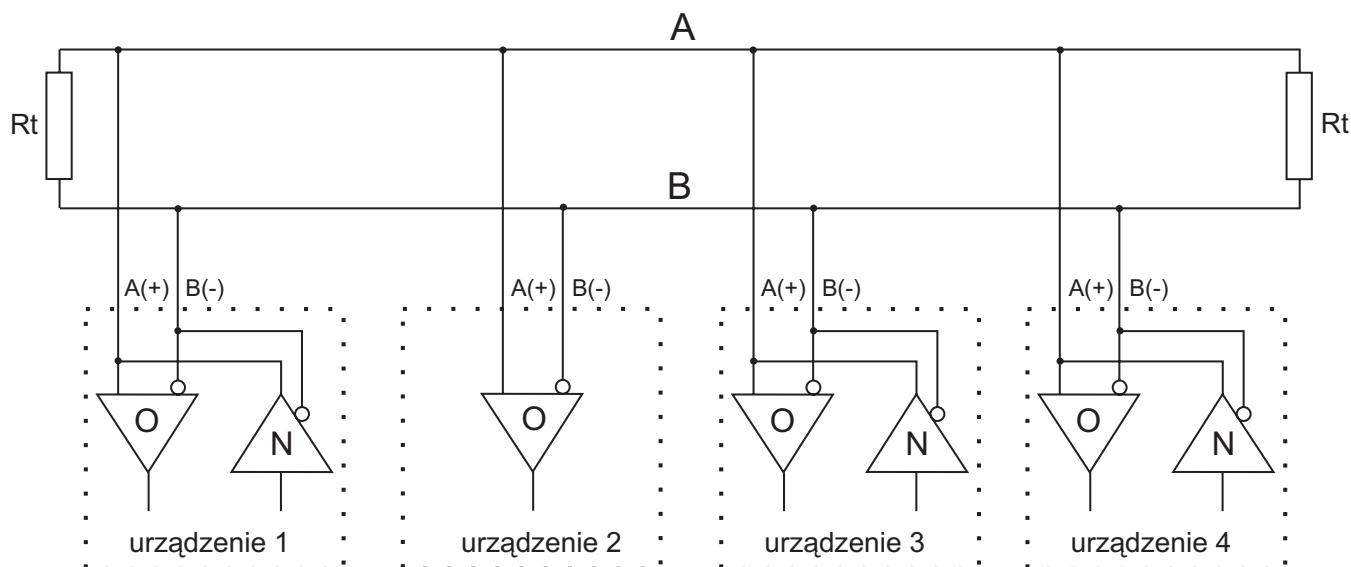 A
Rt
Rt
B
A(+) B(-)
A(+) B(-)
A(+) B(-)
A(+) B(-)
O
N
O
O
N
O
N
urządzenie 1
urządzenie 2
urządzenie 3
urządzenie 4